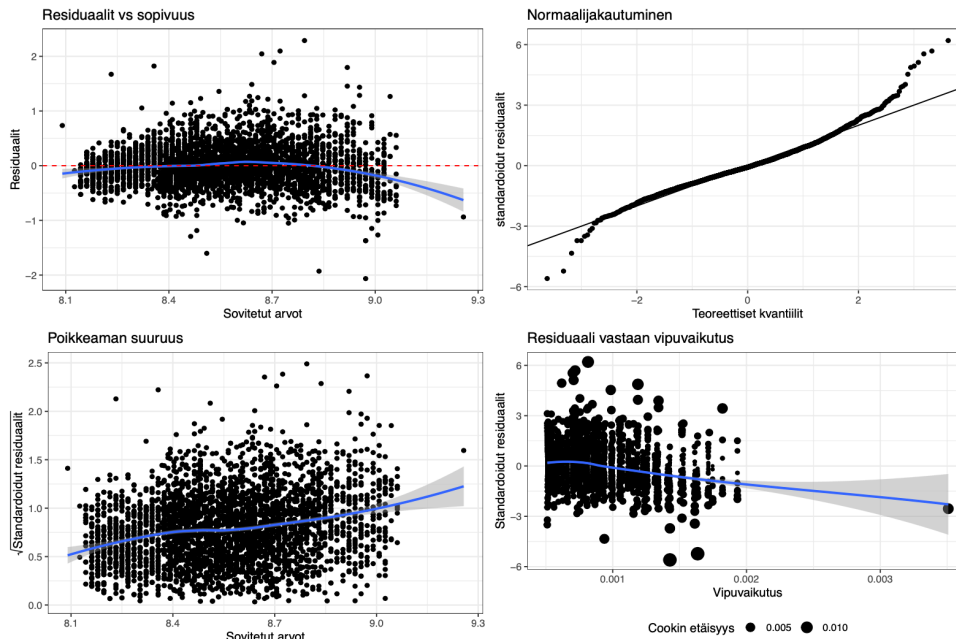 Residuaalit vs sopivuus
Residuaalit
2
1
0
−1
−2
8.1 8.4 8.7 9.0 9.3
Sovitetut arvot
Normaalijakautuminen
standardoidut residuaalit
6
3
0
−3
−6
−2 0 2
Teoreettiset kvantiilit
Poikkeaman suuruus
√Standardoidut residuaalit
2.5
2.0
1.5
1.0
0.5
0.0
8.1 8.4 8.7 9.0 9.3
Sovitetut arvot
Residuaali vastaan vipuvaikutus
Standardoidut residuaalit
6
3
0
−3
−6
0.001 0.002 0.003
Vipuvaikutus
Cookin etäisyys 0.005 0.010